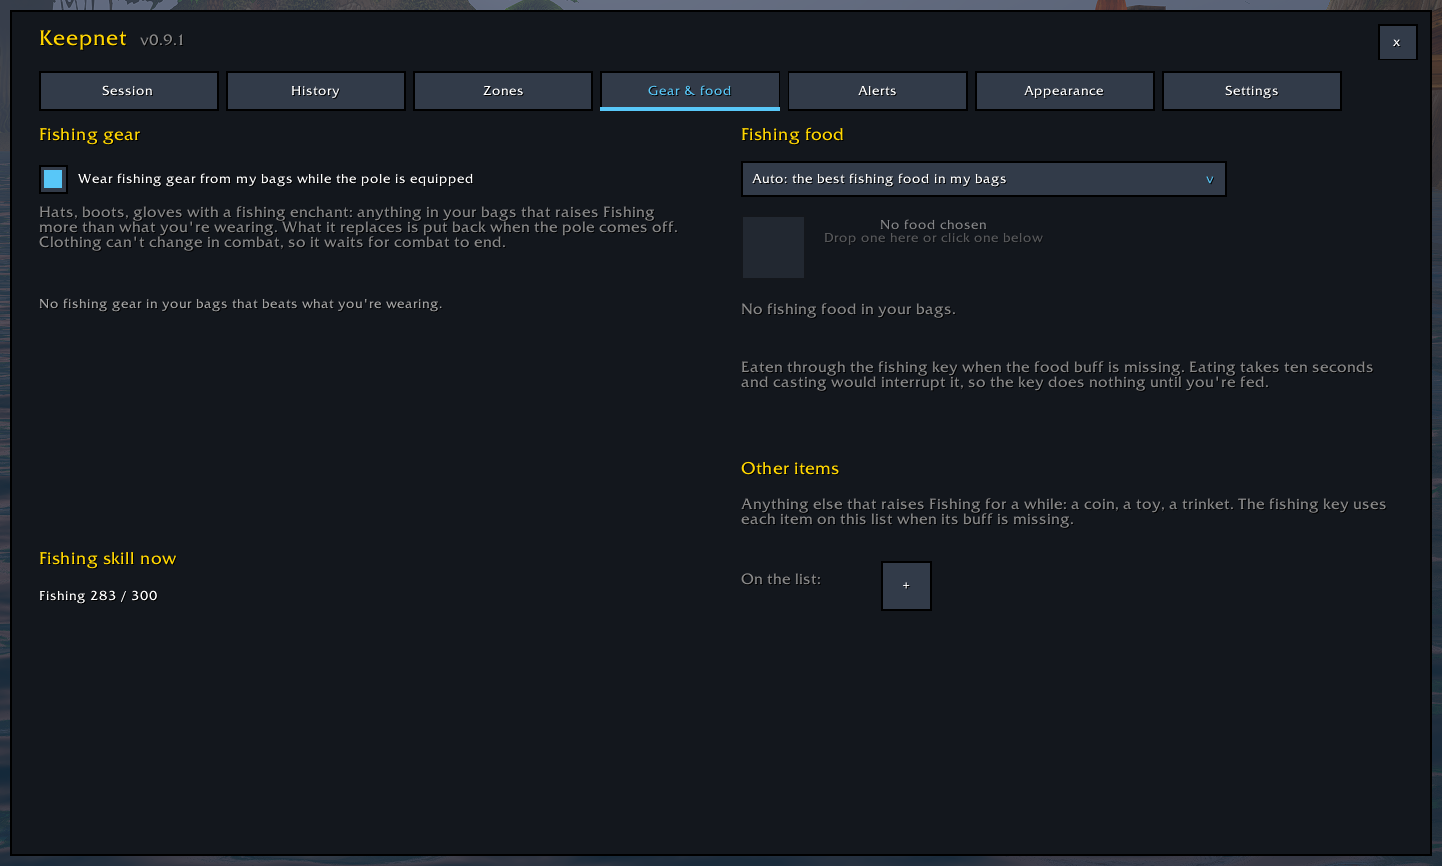 Keepnet v0.9.1
x
Session
History
Zones
Gear & food
Alerts
Appearance
Settings
Fishing gear
Wear fishing gear from my bags while the pole is equipped
Hats, boots, gloves with a fishing enchant: anything in your bags that raises Fishing
more than what you're wearing. What it replaces is put back when the pole comes off.
Clothing can't change in combat, so it waits for combat to end.
No fishing gear in your bags that beats what you're wearing.
Fishing skill now
Fishing 283 / 300
Fishing food
Auto: the best fishing food in my bags
v
No food chosen
Drop one here or click one below
No fishing food in your bags.
Eaten through the fishing key when the food buff is missing. Eating takes ten seconds
and casting would interrupt it, so the key does nothing until you're fed.
Other items
Anything else that raises Fishing for a while: a coin, a toy, a trinket. The fishing key uses
each item on this list when its buff is missing.
On the list:
+